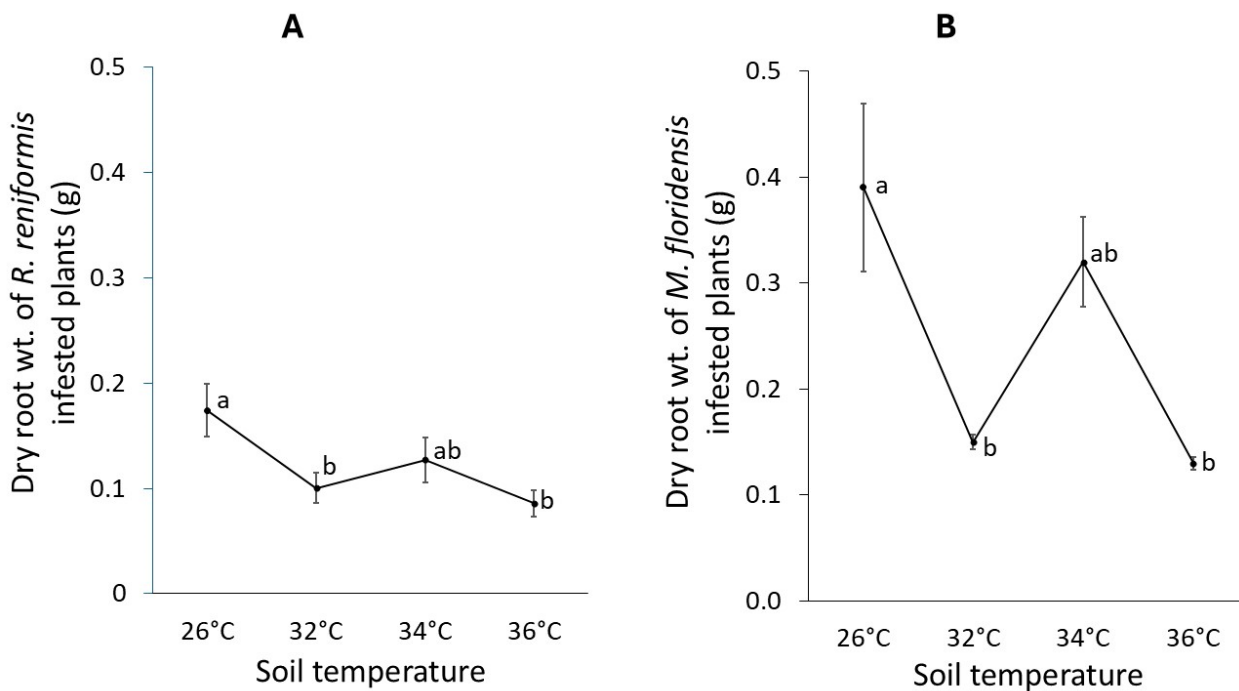 A
Dry root wt. of R. reniformis
infested plants (g)
0.5
0.4
0.3
0.2
0.1
0
a
b
ab
b
26°C 32°C 34°C 36°C
Soil temperature
B
Dry root wt. of M. floridensis
infested plants (g)
0.5
0.4
0.3
0.2
0.1
0.0
a
b
ab
b
26°C 32°C 34°C 36°C
Soil temperature